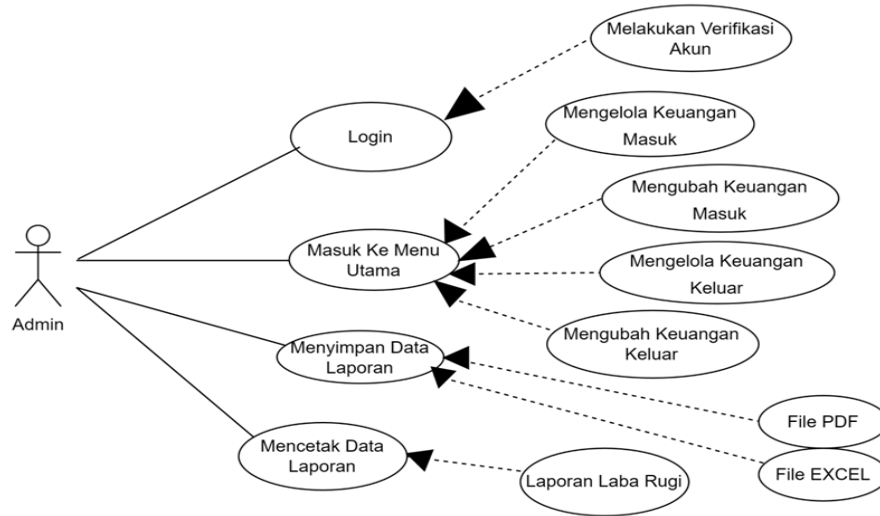 Melakukan Verifikasi
Akun
Login
Mengelola Keuangan
Masuk
Mengubah Keuangan
Masuk
Masuk Ke Menu
Utama
Mengelola Keuangan
Keluar
Admin
Mengubah Keuangan
Keluar
Menyimpan Data
Laporan
File PDF
Mencetak Data
Laporan
File EXCEL
Laporan Laba Rugi